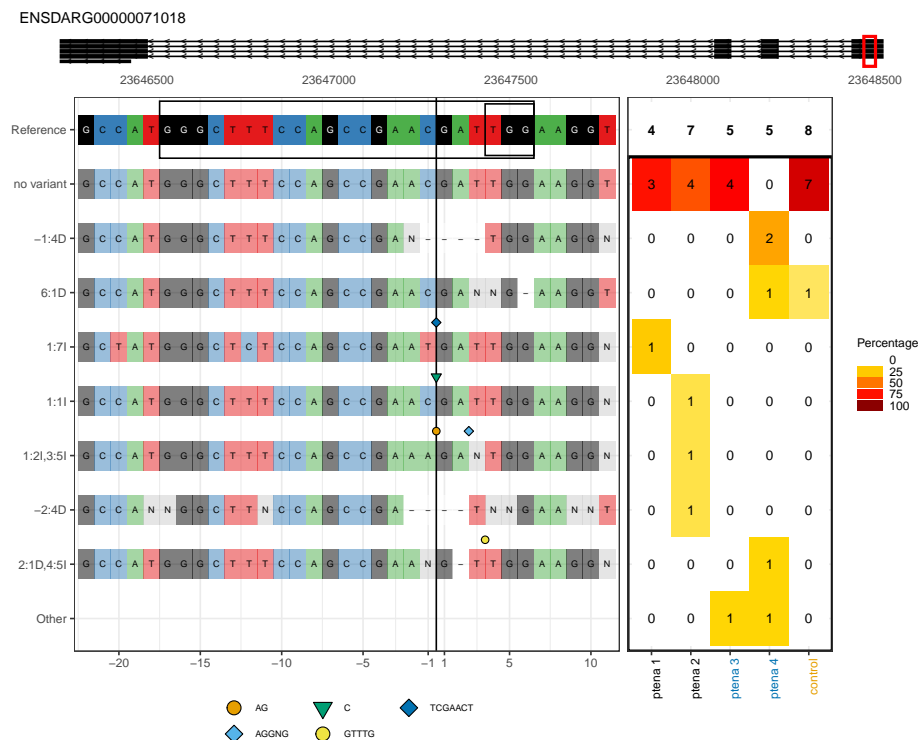 ENSDARG00000071018
23646500 23647000 23647500 23648000 23648500
Reference G C C A T G G G C T T T C C A G C C G A A C G A T T G G A A G G T 4 7 5 5 8
no variant G C C A T G G G C T T T C C A G C C G A A C G A T T G G A A G G T 3 4 4 0 7
−1:4D G C C A T G G G C T T T C C A G C C G A N - - - - T G G A A G G N 0 0 0 2 0
6:1D G C C A T G G G C T T T C C A G C C G A A C G A N N G - A A G G T 0 0 0 1 1
1:7I G C T A T G G G C T C T C C A G C C G A A T G A T T G G A A G G N 1 0 0 0 0
1:1I G C C A T G G G C T T T C C A G C C G A A C G A T T G G A A G G N 0 1 0 0 0
1:2I,3:5I G C C A T G G G C T T T C C A G C C G A A A G A N T G G A A G G N 0 1 0 0 0
−2:4D G C C A N N G G C T T N C C A G C C G A - - - - T N N G A A N N T 0 1 0 0 0
2:1D,4:5I G C C A T G G G C T T T C C A G C C G A A N G - T T G G A A G G N 0 0 0 1 0
Other 0 0 1 1 0
−20 −15 −10 −5 −1 1 5 10
ptena 1 ptena 2 ptena 3 ptena 4 control
Percentage
0
25
50
75
100
AG C TCGAACT
AGGNG GTTTG